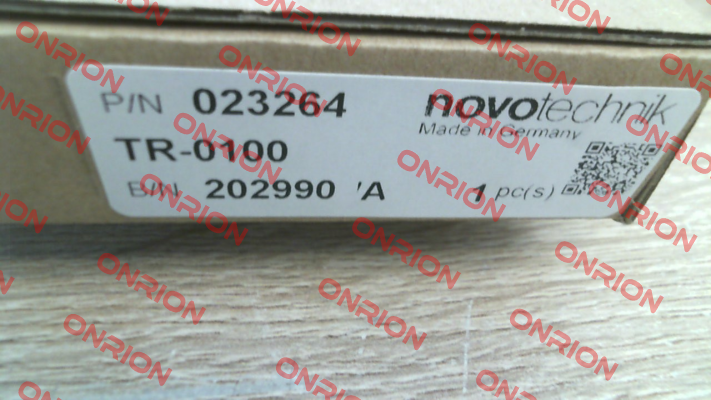 P/N 023264 novotechnik
Made in Germany
TR-0100
B/N 202990 /A 1 pc(s)
ONRION